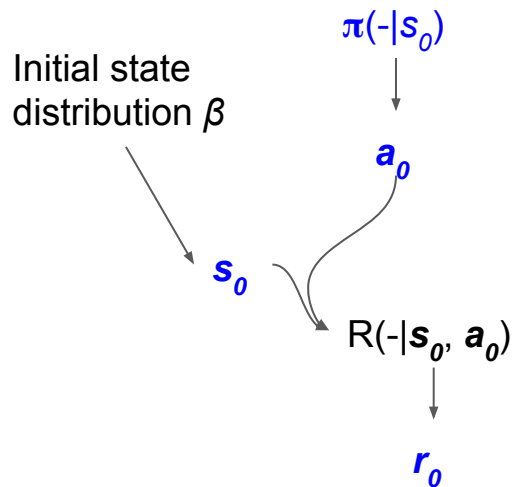 π(-|s₀)
Initial state
distribution β
a₀
s₀
R(-|s₀, a₀)
r₀